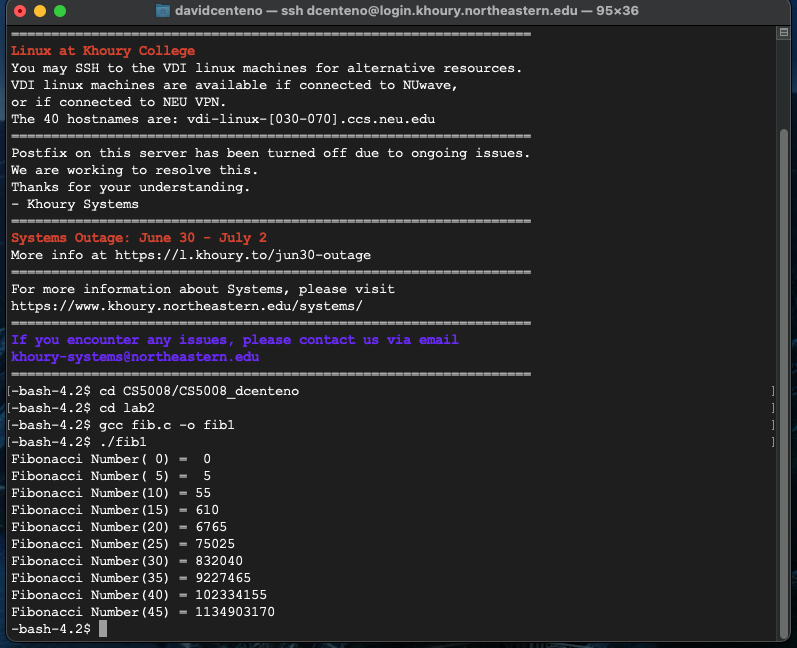 davidcenteno — ssh dcenteno@login.khoury.northeastern.edu — 95×36
=================================================================
Linux at Khoury College
You may SSH to the VDI linux machines for alternative resources.
VDI linux machines are available if connected to NUwave,
or if connected to NEU VPN.
The 40 hostnames are: vdi-linux-[030-070].ccs.neu.edu
=================================================================
Postfix on this server has been turned off due to ongoing issues.
We are working to resolve this.
Thanks for your understanding.
- Khoury Systems
=================================================================
Systems Outage: June 30 - July 2
More info at https://l.khoury.to/jun30-outage
=================================================================
For more information about Systems, please visit
https://www.khoury.northeastern.edu/systems/
=================================================================
If you encounter any issues, please contact us via email
khoury-systems@northeastern.edu
=================================================================
[-bash-4.2$ cd CS5008/CS5008_dcenteno ]
[-bash-4.2$ cd lab2 ]
[-bash-4.2$ gcc fib.c -o fib1 ]
[-bash-4.2$ ./fib1 ]
Fibonacci Number( 0) =  0
Fibonacci Number( 5) =  5
Fibonacci Number(10) = 55
Fibonacci Number(15) = 610
Fibonacci Number(20) = 6765
Fibonacci Number(25) = 75025
Fibonacci Number(30) = 832040
Fibonacci Number(35) = 9227465
Fibonacci Number(40) = 102334155
Fibonacci Number(45) = 1134903170
-bash-4.2$